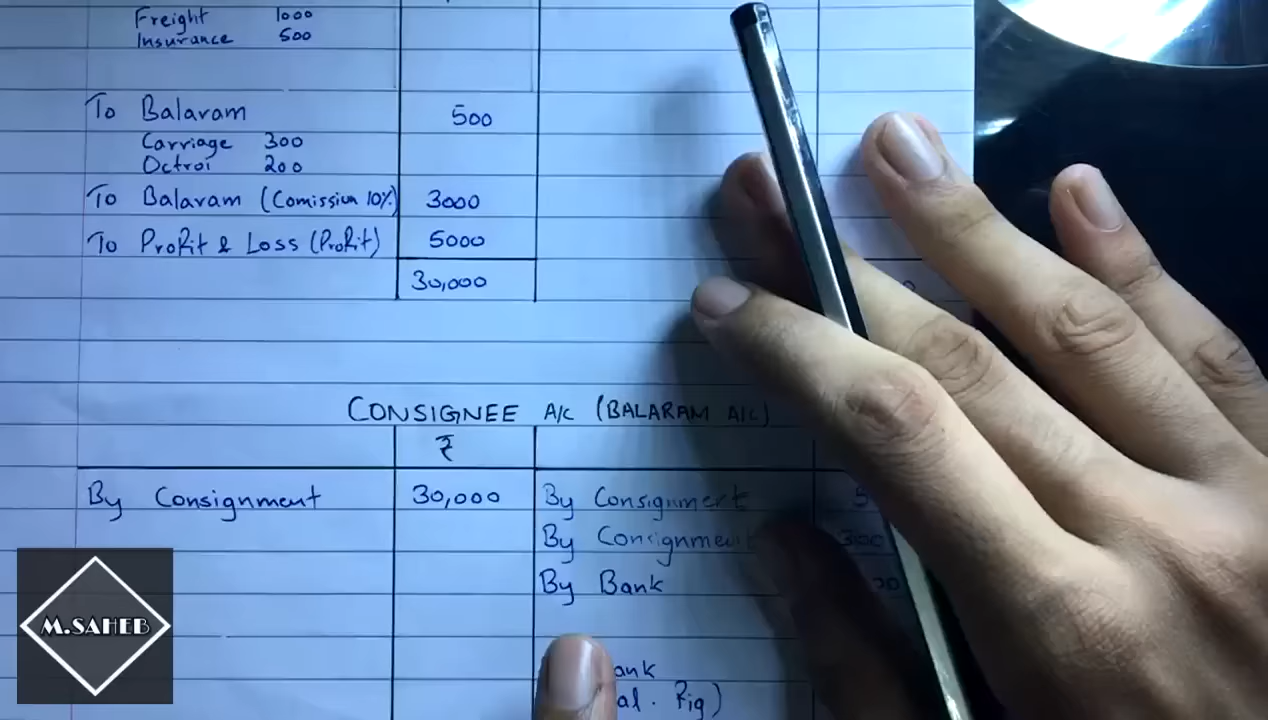 Freight 1000
Insurance 500
To Balaram 500
Carriage 300
Octroi 200
To Balaram (Comission 10%) 3000
To Profit & Loss (Profit) 5000
30,000
CONSIGNEE A/C (BALARAM A/C)
₹
By Consignment 30,000 By Consignment
By Consignment 300
By Bank
M.SAHEB
Fig)